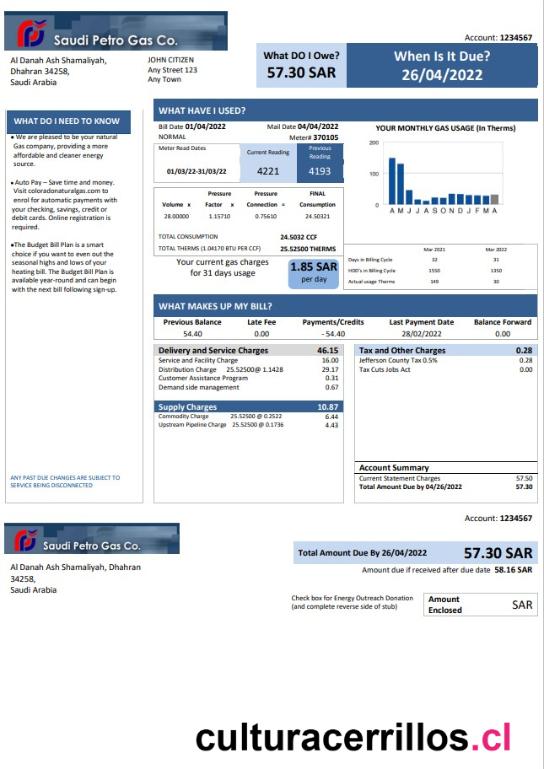 Saudi Petro Gas Co.
Account: 1234567
Al Danah Ash Shamaliyah,
Dhahran 34258,
Saudi Arabia
JOHN CITIZEN
Any Street 123
Any Town
What DO I Owe?
57.30 SAR
When Is It Due?
26/04/2022
WHAT DO I NEED TO KNOW
• We are pleased to be your natural
Gas company, providing a more
affordable and cleaner energy
source.
• Auto Pay – Save time and money.
Visit coloradonaturalgas.com to
enrol for automatic payments with
your checking, savings, credit or
debit cards. Online registration is
required.
•The Budget Bill Plan is a smart
choice if you want to even out the
seasonal highs and lows of your
heating bill. The Budget Bill Plan is
available year-round and can begin
with the next bill following sign-up.
ANY PAST DUE CHARGES ARE SUBJECT TO
SERVICE BEING DISCONNECTED
WHAT HAVE I USED?
Bill Date 01/04/2022 Mail Date 04/04/2022
NORMAL Meter# 370105
Meter Read Dates Current Reading Previous Reading
01/03/22-31/03/22 4221 4193
Pressure Pressure FINAL
Volume x Factor x Connection = Consumption
28.00000 1.15710 0.75610 24.50321
TOTAL CONSUMPTION 24.5032 CCF
TOTAL THERMS (1.04170 BTU PER CCF) 25.52500 THERMS
Your current gas charges
for 31 days usage
1.85 SAR
per day
YOUR MONTHLY GAS USAGE (In Therms)
200
100
0
A M J J A S O N D J F M A
Mar 2021 Mar 2022
Days in Billing Cycle 32 31
HDD's in Billing Cycle 1550 1350
Actual usage Therms 149 30
WHAT MAKES UP MY BILL?
Previous Balance Late Fee Payments/Credits Last Payment Date Balance Forward
54.40 0.00 - 54.40 28/02/2022 0.00
Delivery and Service Charges 46.15
Service and Facility Charge 16.00
Distribution Charge 25.52500@ 1.1428 29.17
Customer Assistance Program 0.31
Demand side management 0.67
Supply Charges 10.87
Commodity Charge 25.52500 @ 0.2522 6.44
Upstream Pipeline Charge 25.52500 @ 0.1736 4.43
Tax and Other Charges 0.28
Jefferson County Tax 0.5% 0.28
Tax Cuts Jobs Act 0.00
Account Summary
Current Statement Charges 57.50
Total Amount Due by 04/26/2022 57.30
Account: 1234567
Saudi Petro Gas Co.
Al Danah Ash Shamaliyah, Dhahran
34258,
Saudi Arabia
Total Amount Due By 26/04/2022 57.30 SAR
Amount due if received after due date 58.16 SAR
Check box for Energy Outreach Donation
(and complete reverse side of stub)
Amount
Enclosed
SAR
culturacerrillos.cl